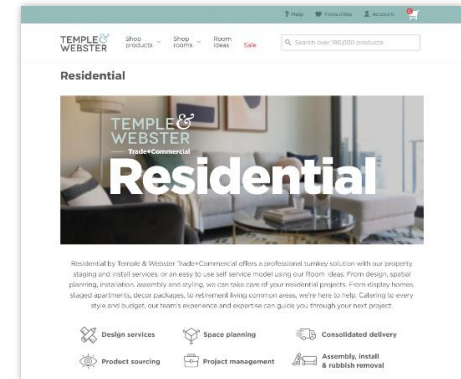 ? Help Favourites Account
TEMPLE&
WEBSTER
Shop products
Shop rooms
Room ideas
Sale
Search over 180,000 products
Residential
TEMPLE&
WEBSTER
Trade+Commercial
Residential
Residential by Temple & Webster Trade+Commercial offers a professional turnkey solution with our property
staging and install services, or an easy to use self service model using our Room Ideas. From design, spatial
planning, installation, assembly and styling, we can take care of your residential projects. From display homes,
staged apartments, decor packages, to retirement living common areas, we're here to help. Catering to every
style and budget, our team's experience and expertise can guide you through your next project.
Design services
Space planning
Consolidated delivery
Product sourcing
Project management
Assembly, install
& rubbish removal